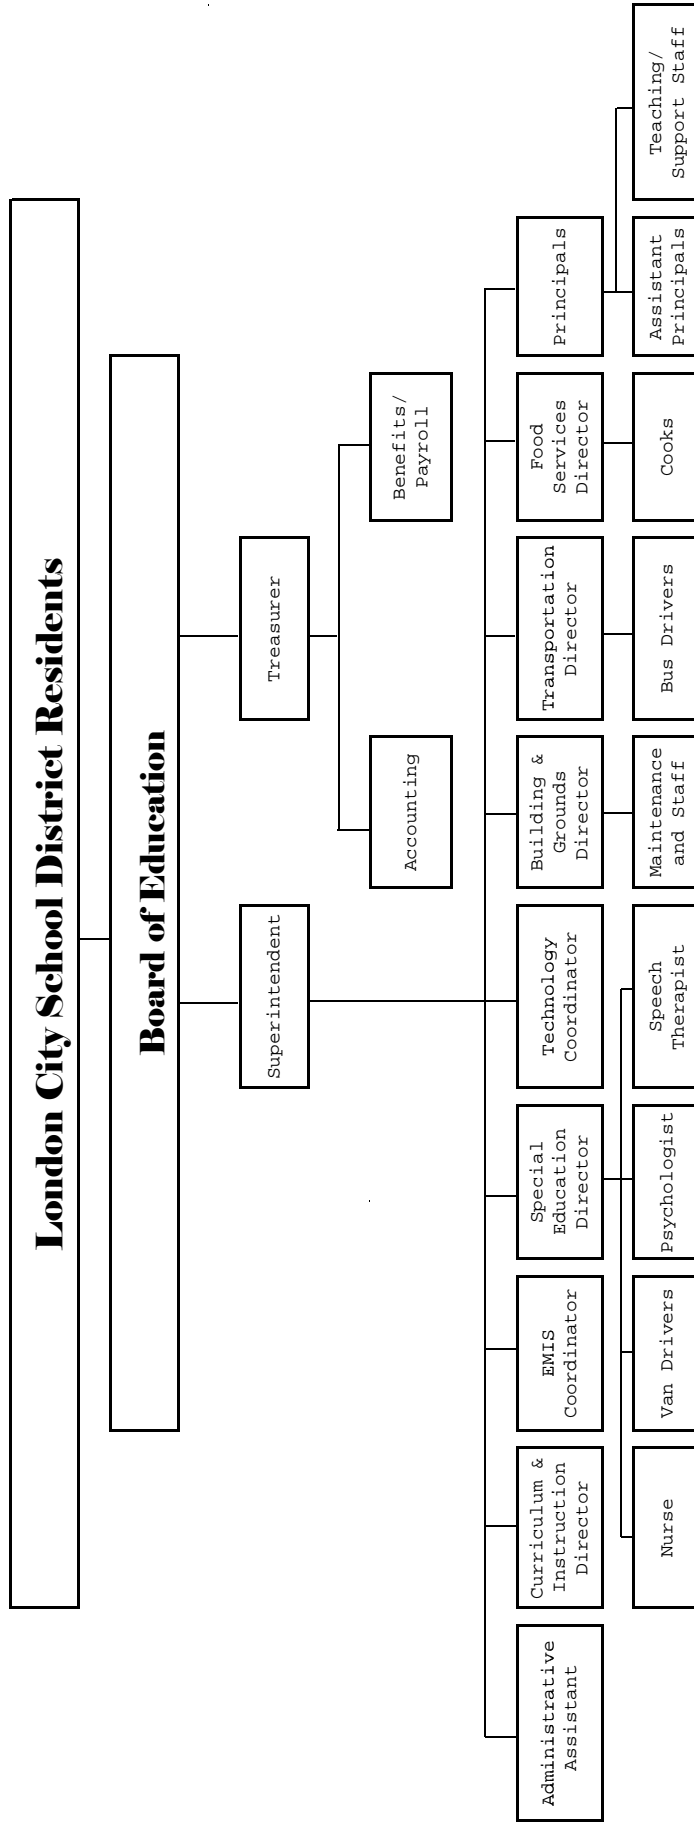 London City School District Residents
Board of Education
Superintendent
Treasurer
Accounting
Benefits/
Payroll
Administrative
Assistant
Curriculum &
Instruction
Director
EMIS
Coordinator
Special
Education
Director
Technology
Coordinator
Building &
Grounds
Director
Transportation
Director
Food
Services
Director
Principals
Nurse
Van Drivers
Psychologist
Speech
Therapist
Maintenance
and Staff
Bus Drivers
Cooks
Assistant
Principals
Teaching/
Support Staff